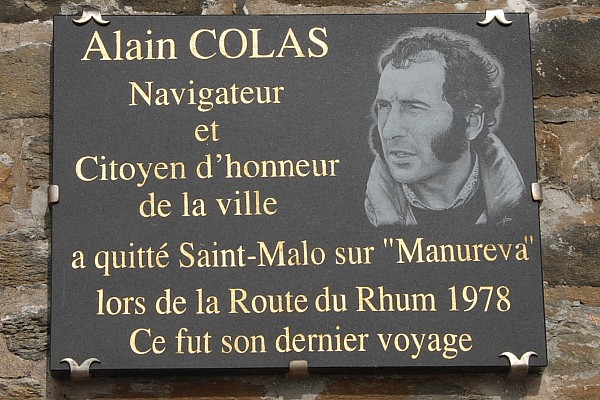 Alain COLAS
Navigateur
et
Citoyen d'honneur
de la ville
a quitté Saint-Malo sur "Manureva"
lors de la Route du Rhum 1978
Ce fut son dernier voyage